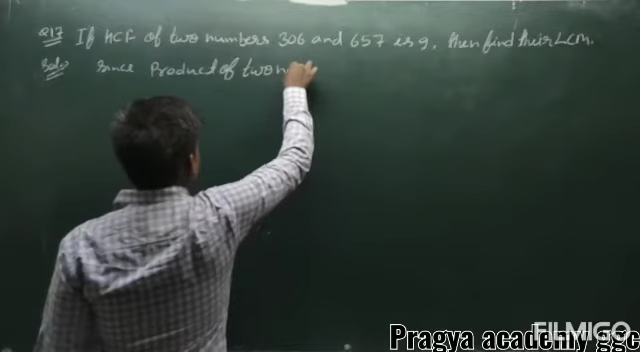 Q17 If HCF of two numbers 306 and 657 is 9, then find their LCM.
Sol. Since Product of two n
Pragya academy ggc
FILMIGO